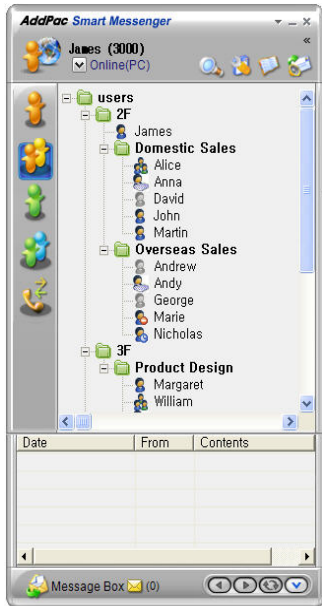 AddPac Smart Messenger
James (3000)
Online(PC)
users
2F
James
Domestic Sales
Alice
Anna
David
John
Martin
Overseas Sales
Andrew
Andy
George
Marie
Nicholas
3F
Product Design
Margaret
William
Date From Contents
Message Box (0)